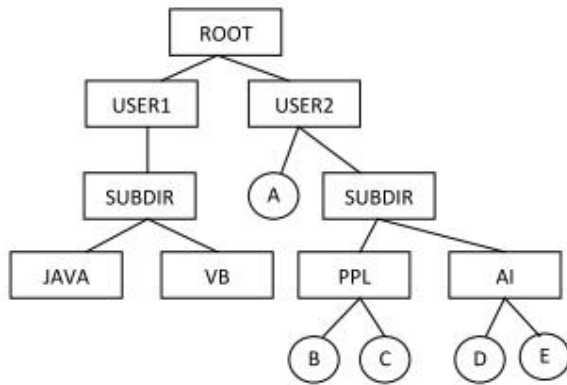 ROOT
USER1 USER2
SUBDIR A SUBDIR
JAVA VB PPL AI
B C D E